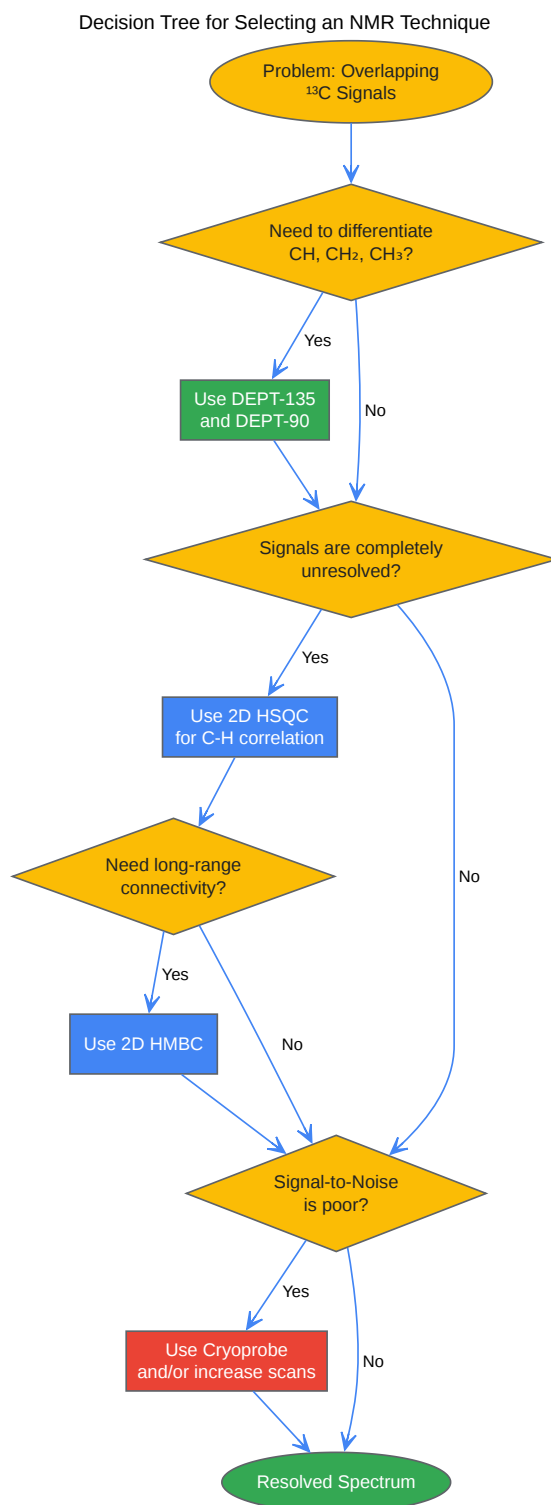 Decision Tree for Selecting an NMR Technique
Problem: Overlapping
¹³C Signals
Need to differentiate
CH, CH₂, CH₃?
Yes
Use DEPT-135
and DEPT-90
No
Signals are completely
unresolved?
Yes
Use 2D HSQC
for C-H correlation
Need long-range
connectivity?
No
Yes
Use 2D HMBC
No
Signal-to-Noise
is poor?
Yes
Use Cryoprobe
and/or increase scans
No
Resolved Spectrum